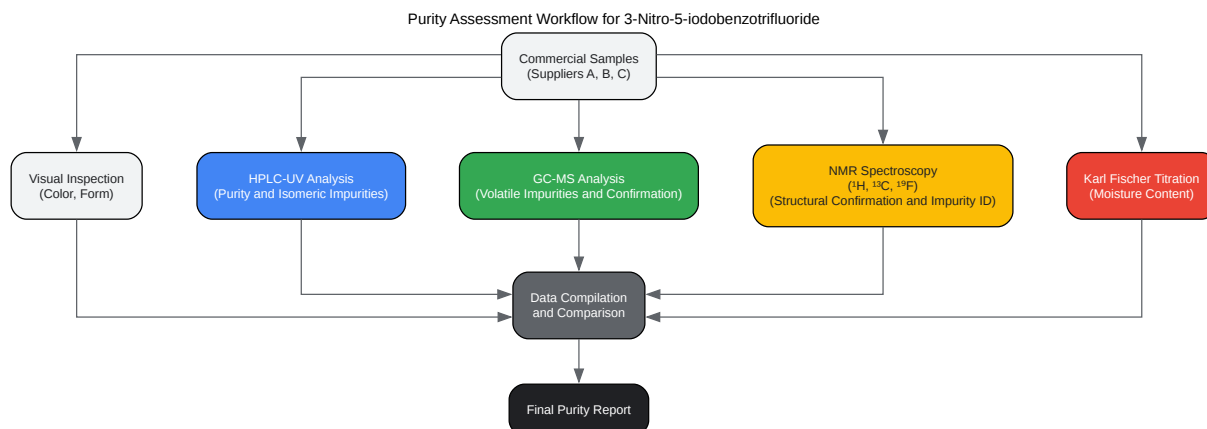 Purity Assessment Workflow for 3-Nitro-5-iodobenzotrifluoride
Commercial Samples
(Suppliers A, B, C)
Visual Inspection
(Color, Form)
HPLC-UV Analysis
(Purity and Isomeric Impurities)
GC-MS Analysis
(Volatile Impurities and Confirmation)
NMR Spectroscopy
(¹H, ¹³C, ¹⁹F)
(Structural Confirmation and Impurity ID)
Karl Fischer Titration
(Moisture Content)
Data Compilation
and Comparison
Final Purity Report